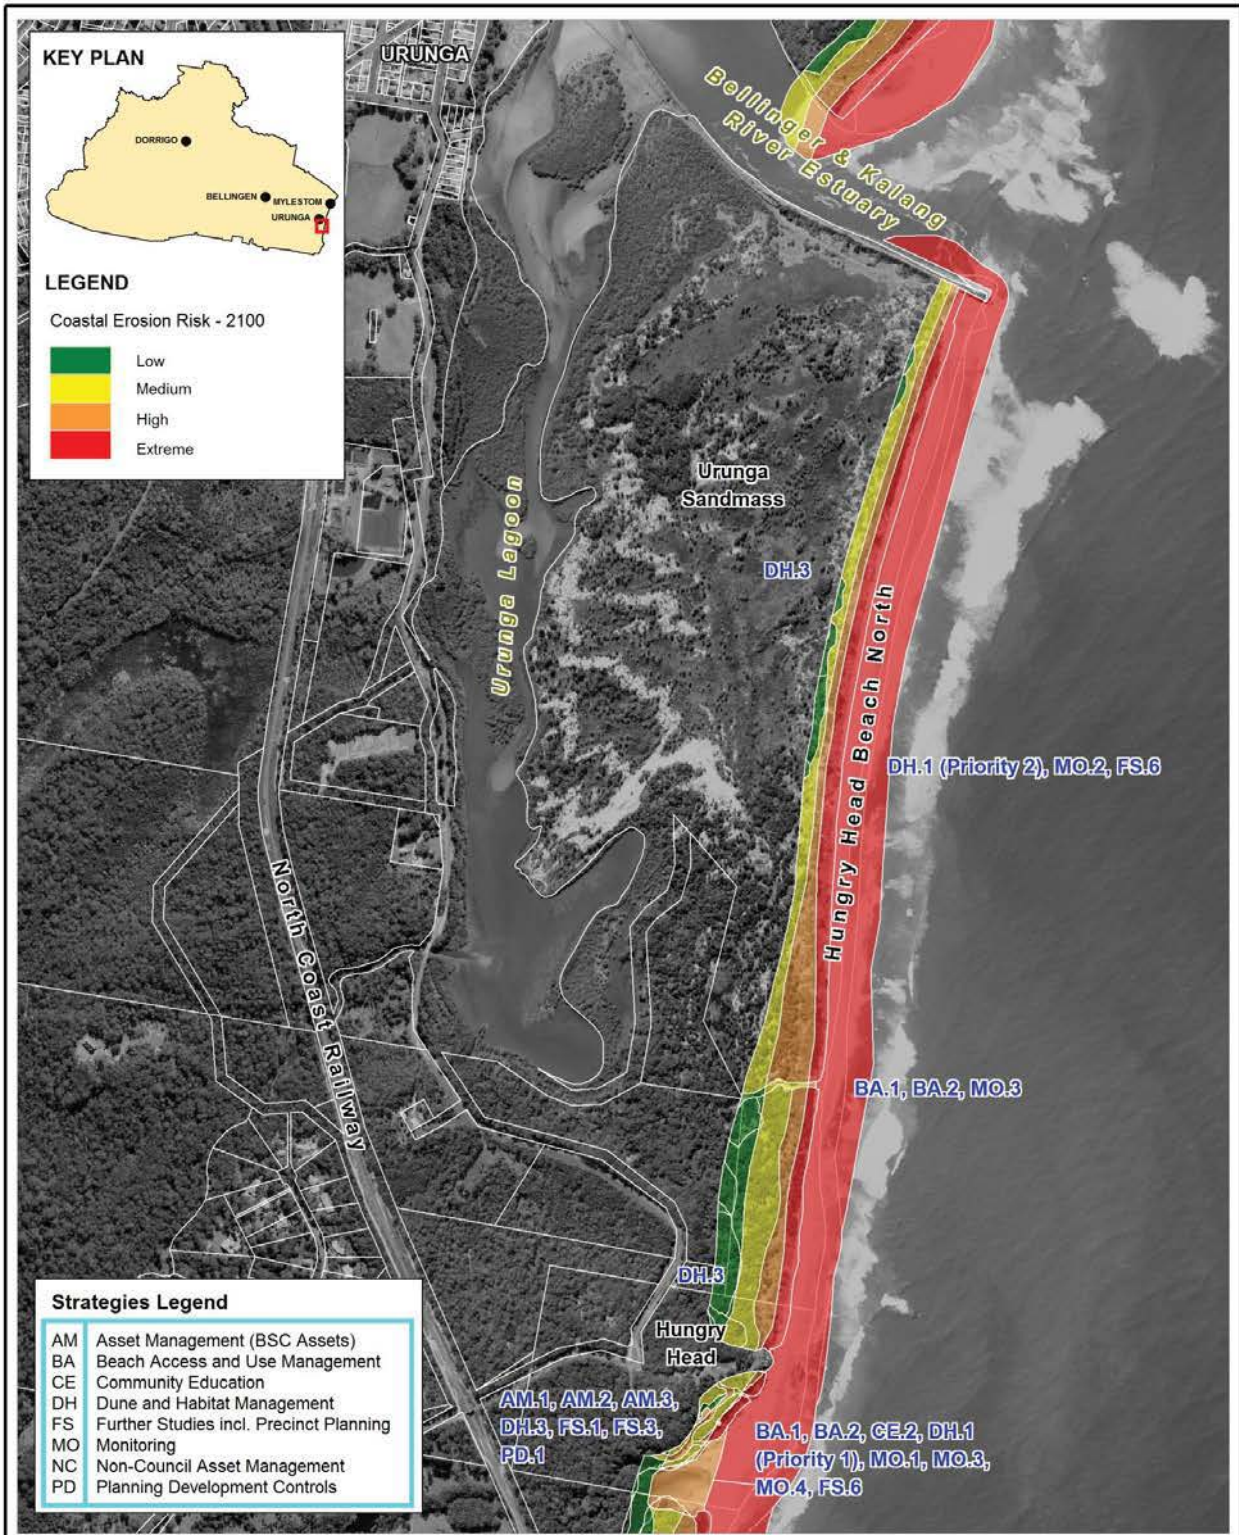 KEY PLAN
DORRIGO
BELLINGEN
MYLESTOM
URUNGA
LEGEND
Coastal Erosion Risk - 2100
Low
Medium
High
Extreme
URUNGA
Bellinger & Kalang
River Estuary
Urunga
Sandmass
Urunga Lagoon
DH.3
Hungry Head Beach North
DH.1 (Priority 2), MO.2, FS.6
North Coast Railway
BA.1, BA.2, MO.3
DH.3
Hungry
Head
AM.1, AM.2, AM.3,
DH.3, FS.1, FS.3,
PD.1
BA.1, BA.2, CE.2, DH.1
(Priority 1), MO.1, MO.3,
MO.4, FS.6
Strategies Legend
AM Asset Management (BSC Assets)
BA Beach Access and Use Management
CE Community Education
DH Dune and Habitat Management
FS Further Studies incl. Precinct Planning
MO Monitoring
NC Non-Council Asset Management
PD Planning Development Controls